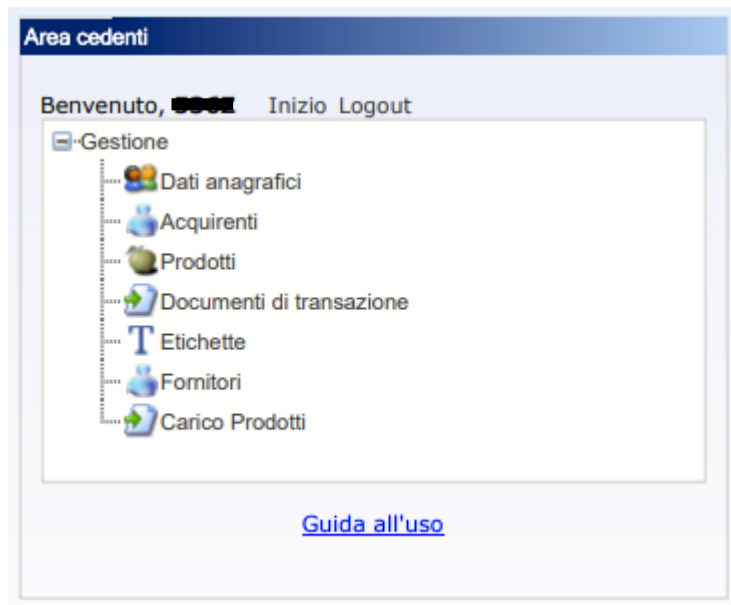 Area cedenti
Benvenuto, Inizio Logout
Gestione
Dati anagrafici
Acquirenti
Prodotti
Documenti di transazione
T Etichette
Fornitori
Carico Prodotti
Guida all'uso